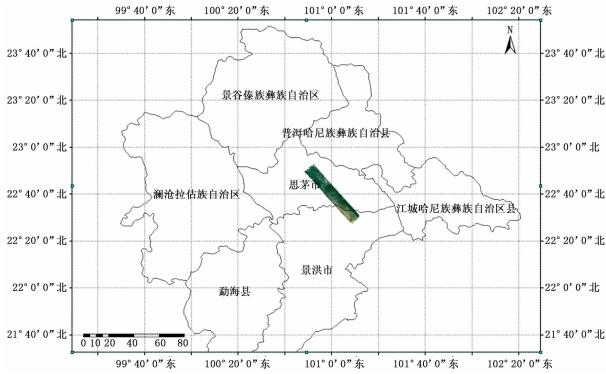 99°40′0″东 100°20′0″东 101°0′0″东 101°40′0″东 102°20′0″东
N
23°40′0″北 23°40′0″北
景谷傣族彝族自治区
23°20′0″北 23°20′0″北
普洱哈尼族彝族自治县
23°0′0″北 23°0′0″北
思茅市
澜沧拉估族自治区
22°40′0″北 22°40′0″北
江城哈尼族彝族自治区县
22°20′0″北 22°20′0″北
景洪市
勐海县
22°0′0″北 22°0′0″北
21°40′0″北 21°40′0″北
0 10 20 40 60 80
99°40′0″东 100°20′0″东 101°0′0″东 101°40′0″东 102°20′0″东